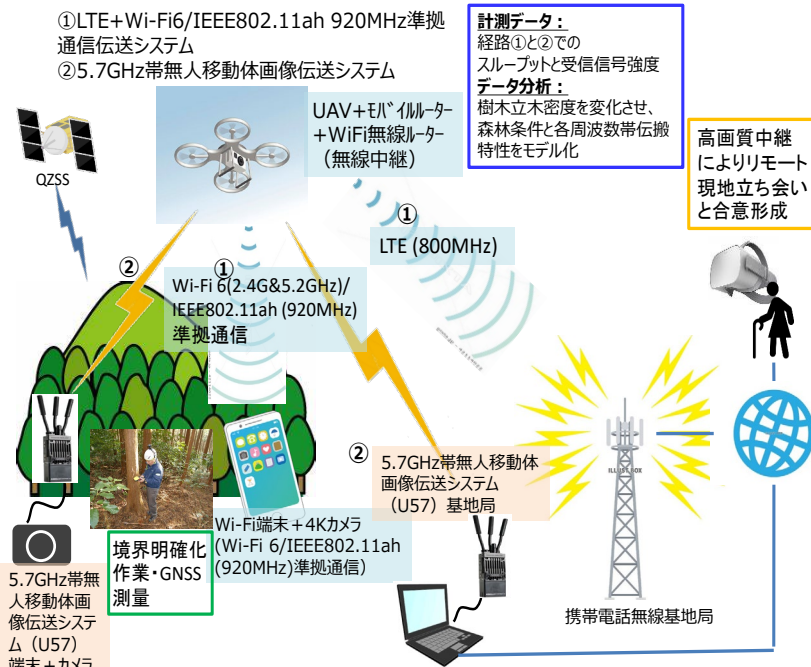 ①LTE+Wi-Fi6/IEEE802.11ah 920MHz準拠
通信伝送システム
②5.7GHz帯無人移動体画像伝送システム
計測データ：
経路①と②での
スループットと受信信号強度
データ分析：
樹木立木密度を変化させ、
森林条件と各周波数帯伝搬
特性をモデル化
UAV+モバイルルーター
+WiFi無線ルーター
（無線中継）
高画質中継
によりリモート
現地立ち会い
と合意形成
QZSS
①
LTE (800MHz)
②
①
Wi-Fi 6(2.4G&5.2GHz)/
IEEE802.11ah (920MHz)
準拠通信
②
5.7GHz帯無人移動体
画像伝送システム
（U57）基地局
ILLUST BOX
Wi-Fi端末＋4Kカメラ
(Wi-Fi 6/IEEE802.11ah
(920MHz)準拠通信）
境界明確化
作業・GNSS
測量
5.7GHz帯無
人移動体画
像伝送システ
ム（U57）
端末＋カメラ
携帯電話無線基地局